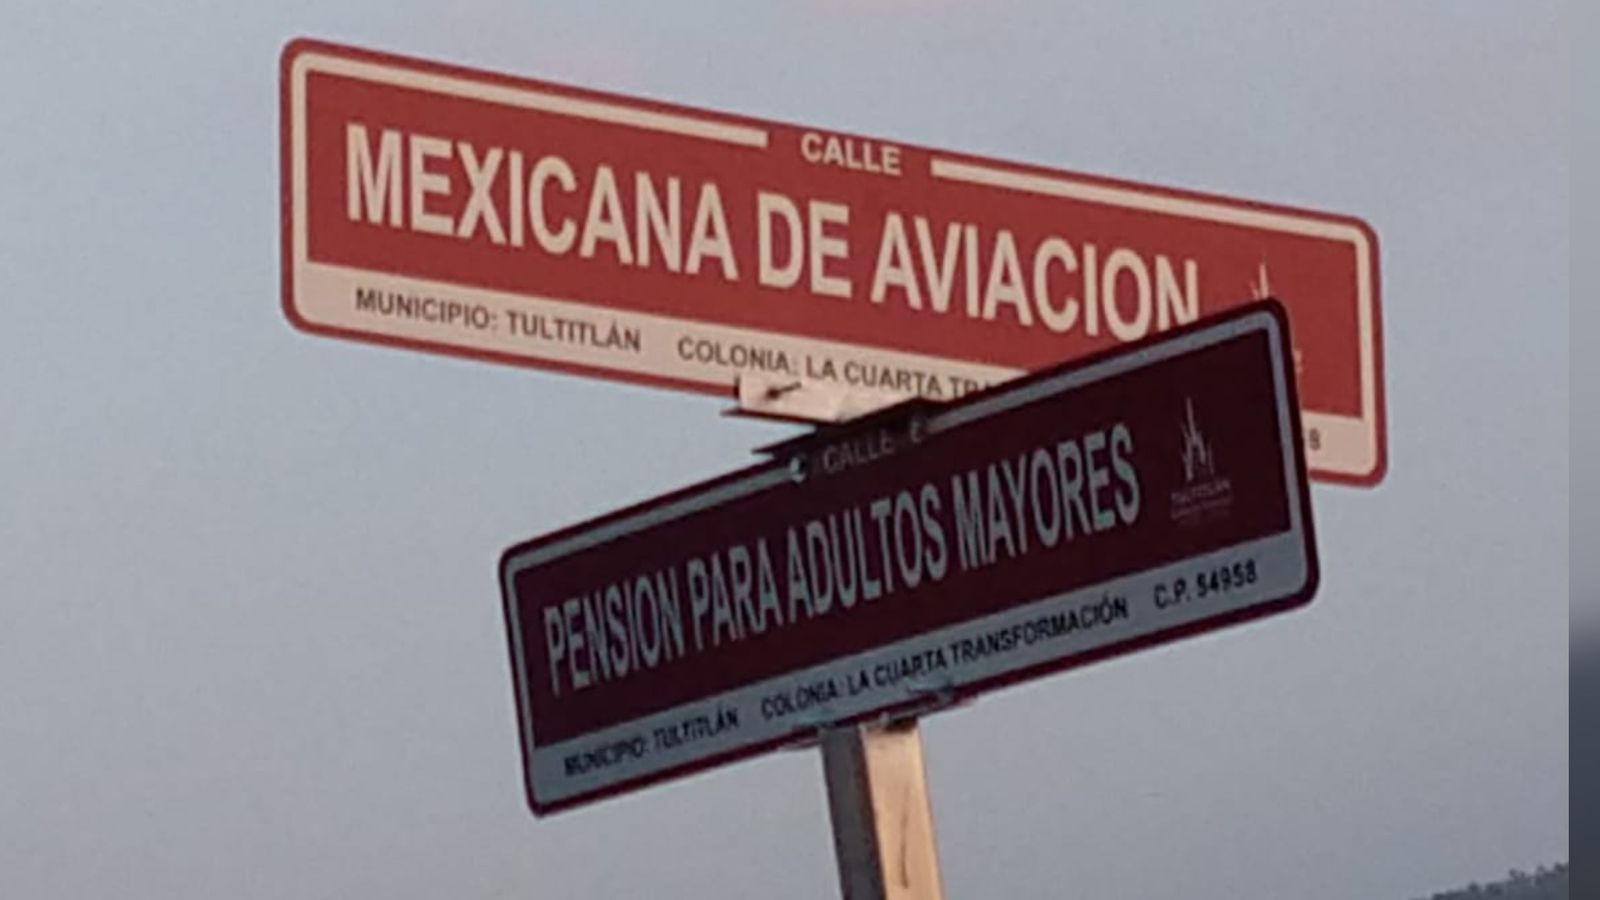 CALLE
MEXICANA DE AVIACION
MUNICIPIO: TULTITLÁN COLONIA: LA CUARTA
CALLE
PENSION PARA ADULTOS MAYORES
TULTITLÁN
MUNICIPIO: TULTITLÁN COLONIA: LA CUARTA TRANSFORMACIÓN C.P. 54958